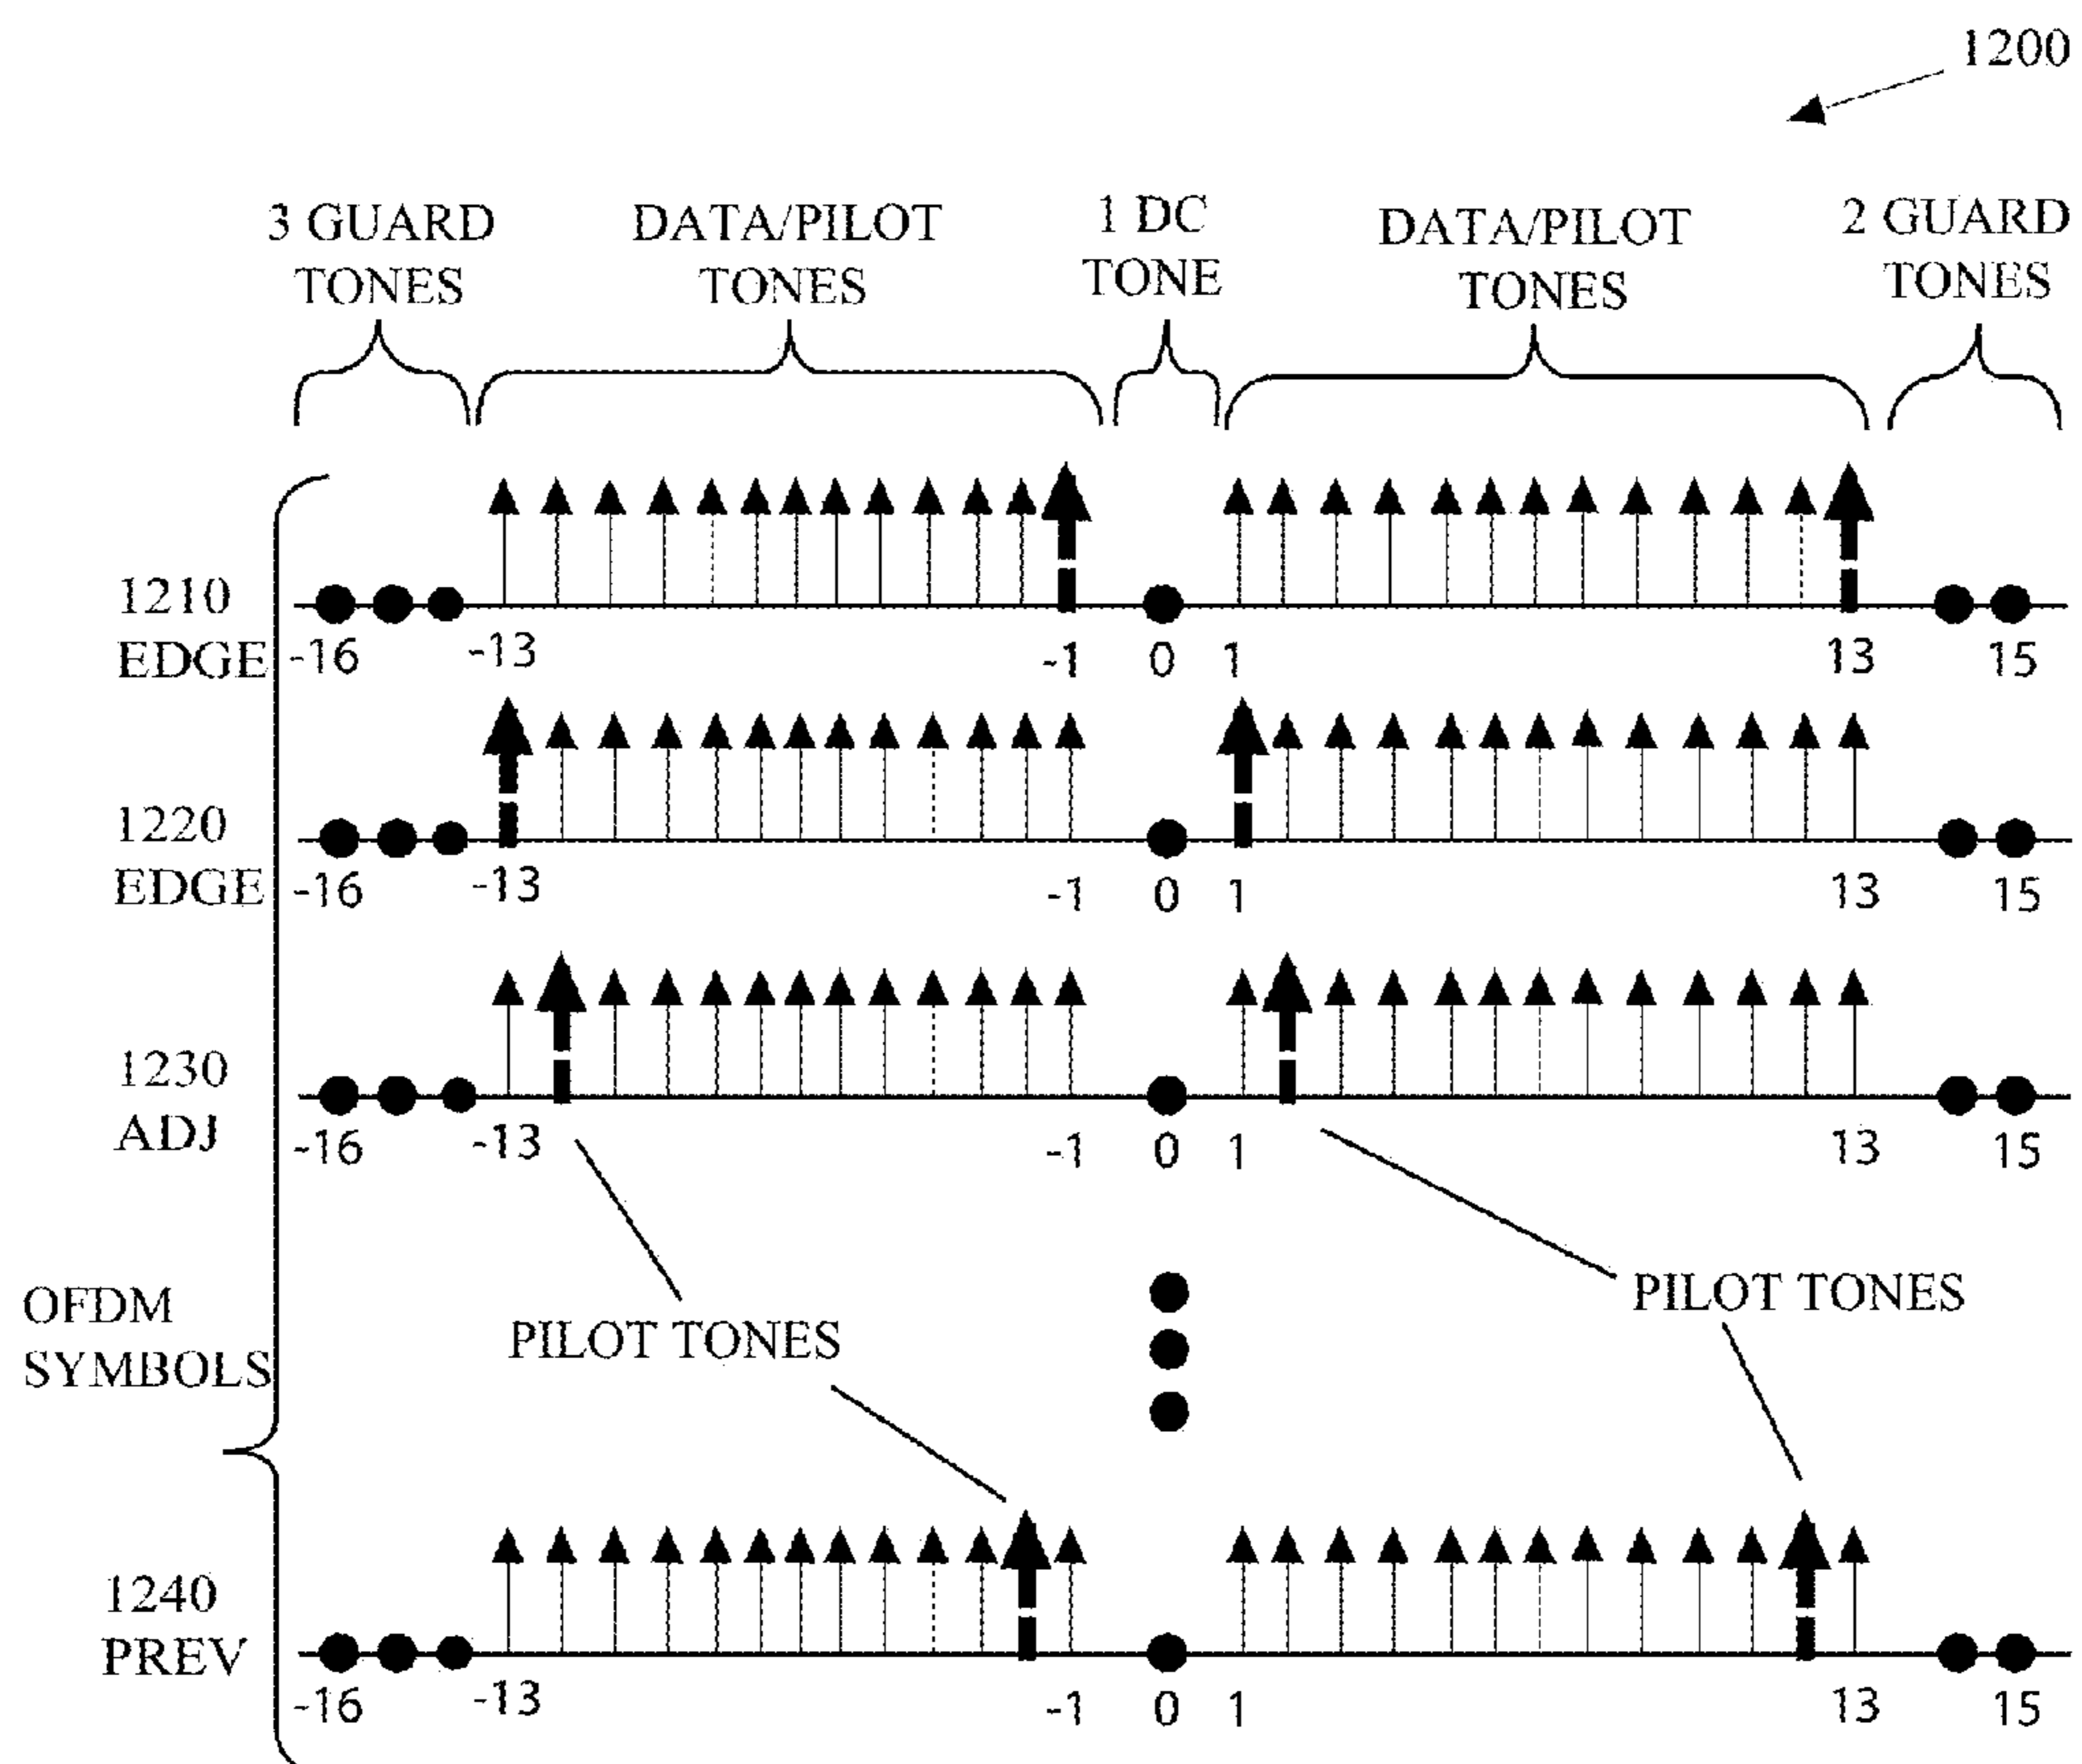 1200
3 GUARD
TONES
DATA/PILOT
TONES
1 DC
TONE
DATA/PILOT
TONES
2 GUARD
TONES
1210
EDGE
-16 -13 -1 0 1 13 15
1220
EDGE
-16 -13 -1 0 1 13 15
1230
ADJ
-16 -13 -1 0 1 13 15
OFDM
SYMBOLS
PILOT TONES
PILOT TONES
1240
PREV
-16 -13 -1 0 1 13 15